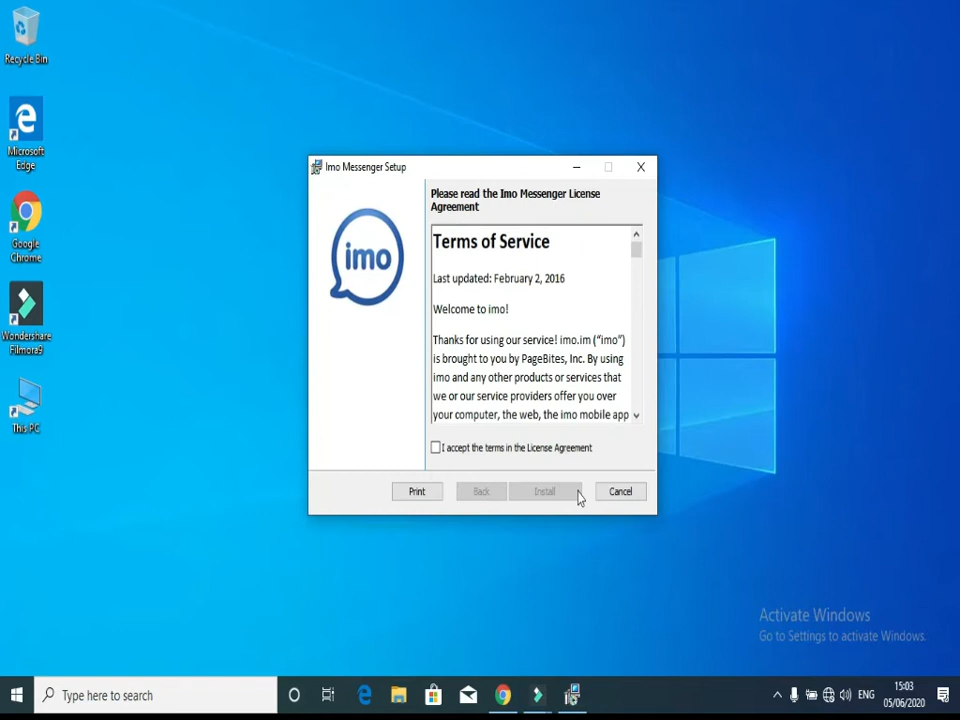 Recycle Bin
Microsoft
Edge
Google
Chrome
Wondershare
Filmora9
This PC
Imo Messenger Setup
imo
Please read the Imo Messenger License
Agreement
Terms of Service
Last updated: February 2, 2016
Welcome to imo!
Thanks for using our service! imo.im (“imo”)
is brought to you by PageBites, Inc. By using
imo and any other products or services that
we or our service providers offer you over
your computer, the web, the imo mobile app
I accept the terms in the License Agreement
Print
Back
Install
Cancel
Activate Windows
Go to Settings to activate Windows.
Type here to search
ENG
15:03
05/06/2020